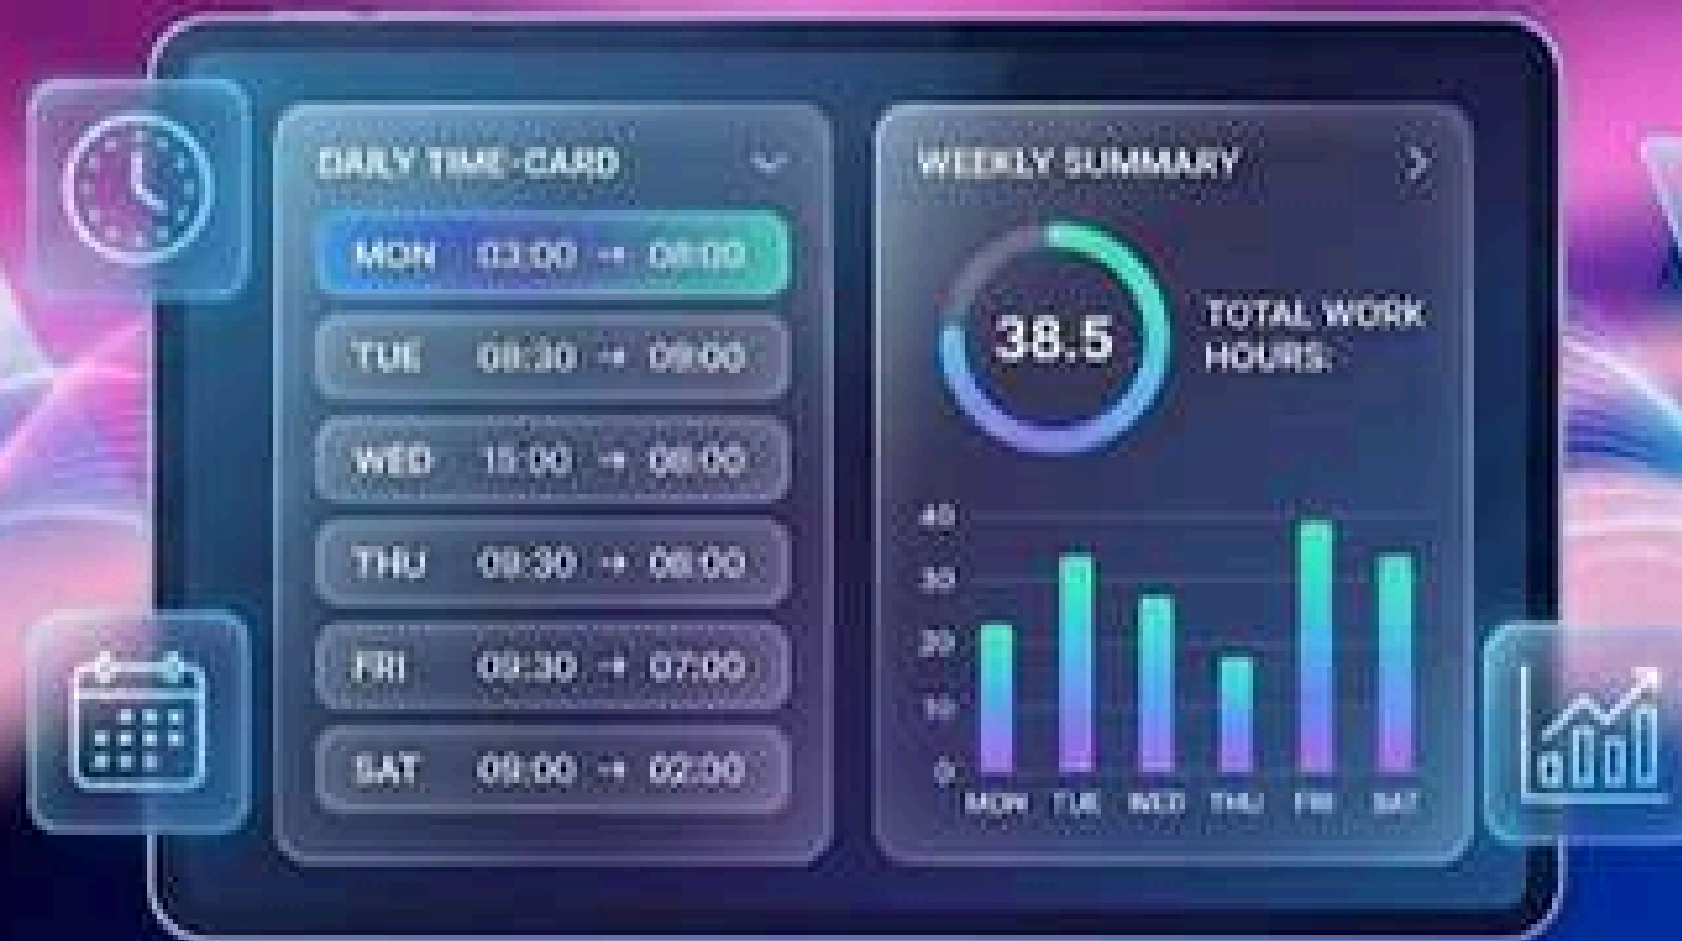 DAILY TIME-CARD
MON 03:00 → 08:00
TUE 08:30 → 09:00
WED 15:00 → 08:00
THU 09:30 → 06:00
FRI 09:30 → 07:00
SAT 09:00 → 02:30
WEEKLY SUMMARY
38.5
TOTAL WORK
HOURS:
40
30
20
10
0
MON TUE WED THU FRI SAT